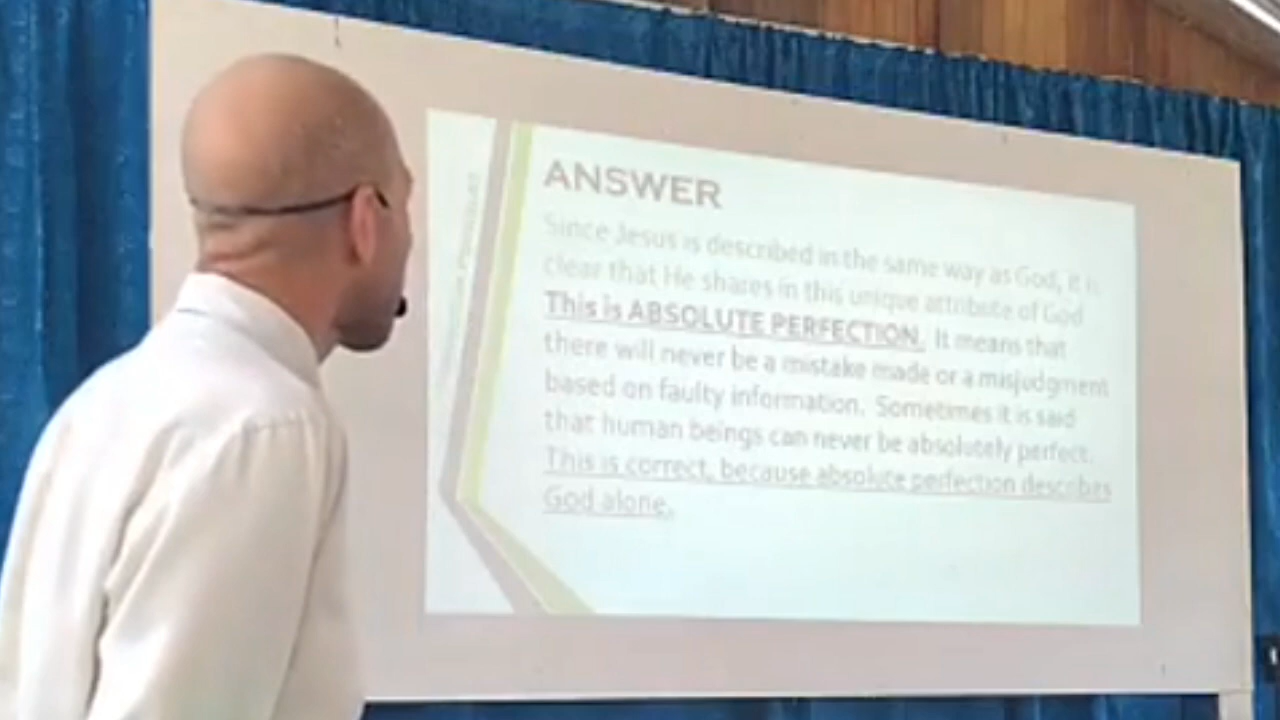 ANSWER
Since Jesus is described in the same way as God, it is
clear that He shares in this unique attribute of God
This is ABSOLUTE PERFECTION. It means that
there will never be a mistake made or a misjudgment
based on faulty information. Sometimes it is said
that human beings can never be absolutely perfect.
This is correct, because absolute perfection describes
God alone.